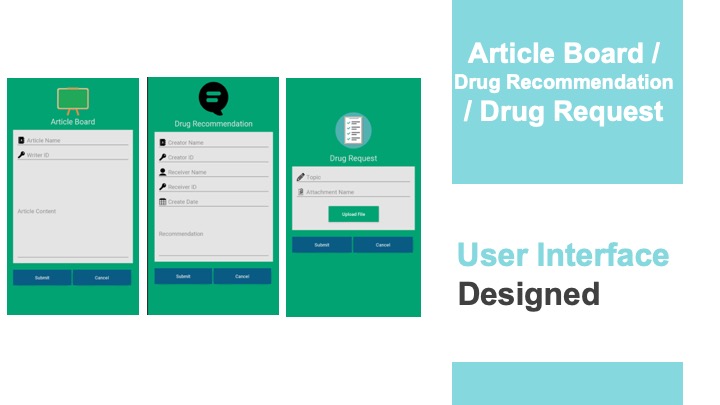 Article Board /
Drug Recommendation
/ Drug Request
Article Board
Article Name
Writer ID
Article Content
Submit
Cancel
Drug Recommendation
Creator Name
Creator ID
Receiver Name
Receiver ID
Create Date
Recommendation
Submit
Cancel
Drug Request
Topic
Attachment Name
Upload File
Submit
Cancel
User Interface
Designed